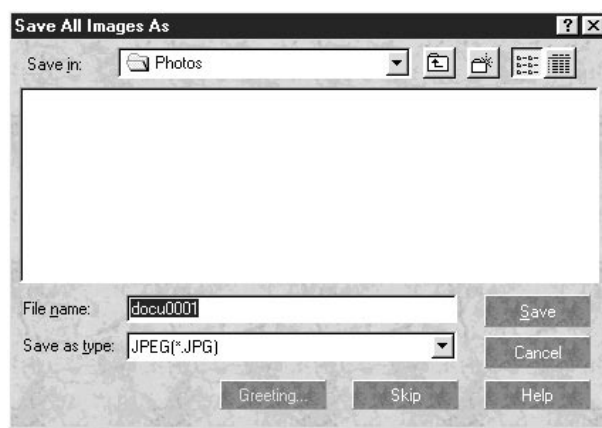 Save All Images As
Save in: Photos
File name: docu0001 Save
Save as type: JPEG(*.JPG) Cancel
Greeting... Skip Help